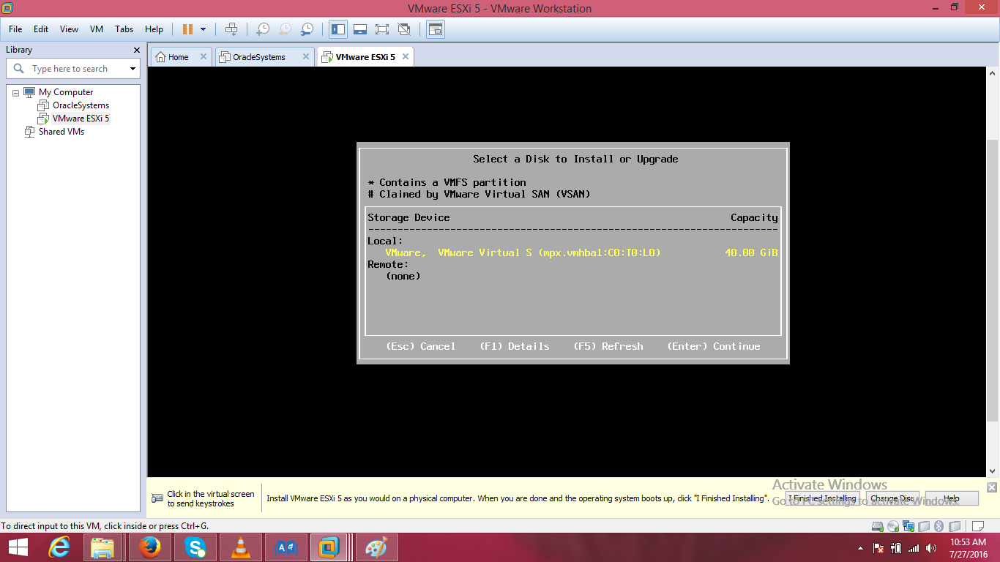 VMware ESXi 5 - VMware Workstation
File Edit View VM Tabs Help
Library
Type here to search
My Computer
OracleSystems
VMware ESXi 5
Shared VMs
Home OracleSystems VMware ESXi 5
Select a Disk to Install or Upgrade
* Contains a VMFS partition
# Claimed by VMware Virtual SAN (VSAN)
Storage Device Capacity
--------------------------------------------------------------------
Local:
VMware, VMware Virtual S (mpx.vmhba1:C0:T0:L0) 40.00 GiB
Remote:
(none)
(Esc) Cancel (F1) Details (F5) Refresh (Enter) Continue
Click in the virtual screen
to send keystrokes
Install VMware ESXi 5 as you would on a physical computer. When you are done and the operating system boots up, click "I Finished Installing".
I Finished Installing Change Disc Help
Activate Windows
Go to PC settings to activate Windows.
To direct input to this VM, click inside or press Ctrl+G.
10:53 AM
7/27/2016